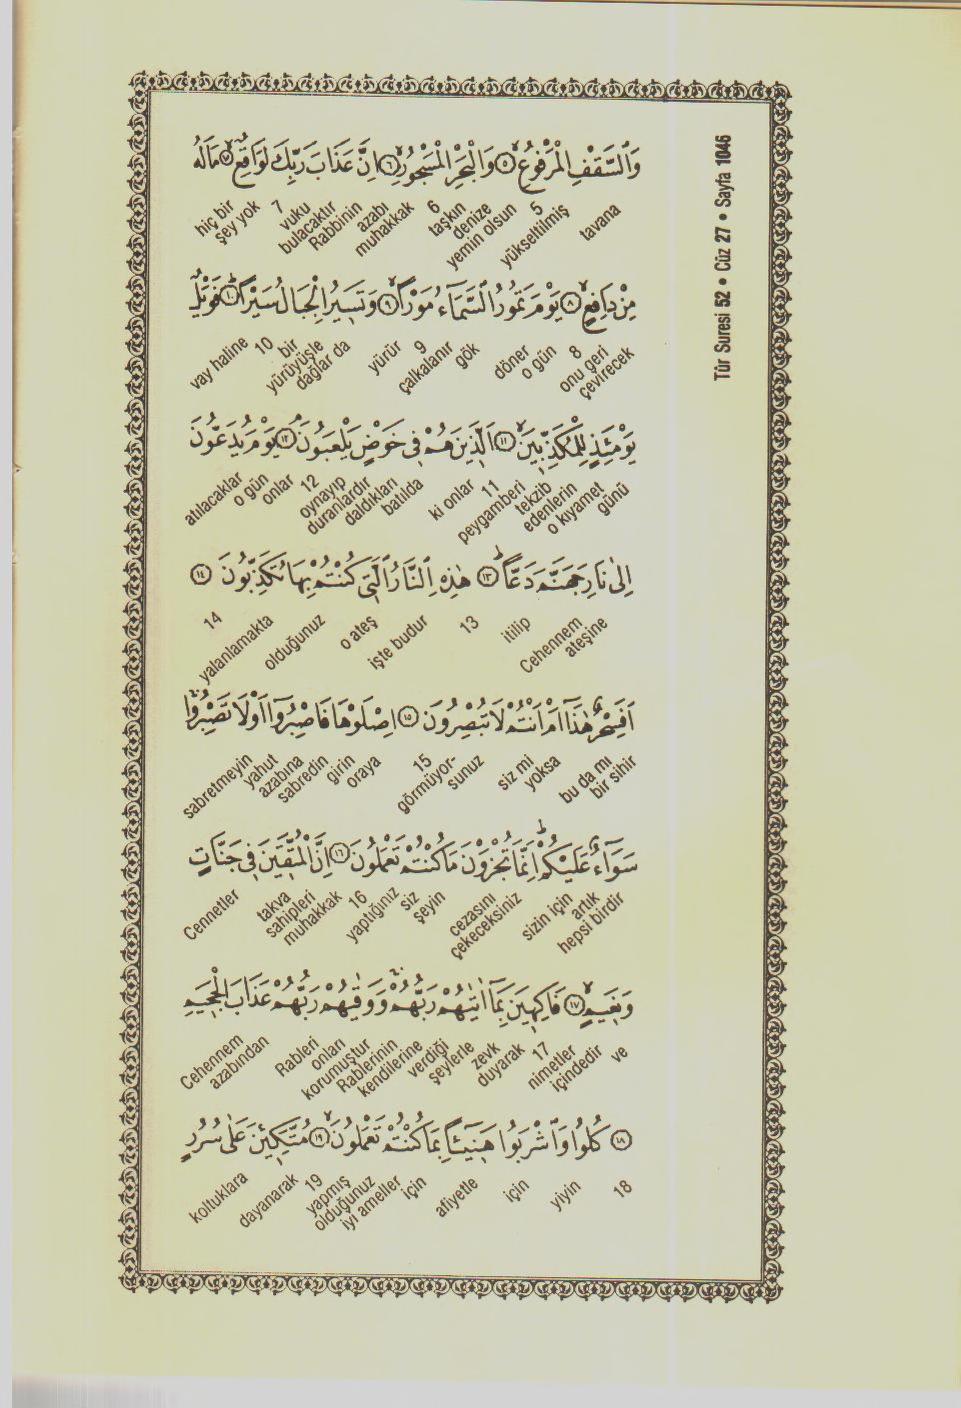 Tûr Suresi 52 • Cüz 27 • Sayfa 1046
وَالسَّقْفِ الْمَرْفُوعِۙ ﴿٥﴾ وَالْبَحْرِ الْمَسْجُورِۙ ﴿٦﴾ اِنَّ عَذَابَ رَبِّكَ لَوَاقِعٌۙ ﴿٧﴾ مَالَهُ
tavana yükseltilmiş 5 yemin olsun denize taşkın 6 muhakkak azabı Rabbinin bulacaktır vuku 7 şey yok hiç bir
مِنْ دَافِعٍۙ ﴿٨﴾ يَوْمَ تَمُورُ السَّمَٓاءُ مَوْرًاۙ ﴿٩﴾ وَتَسِيرُ الْجِبَالُ سَيْرًاۜ ﴿١٠﴾ فَوَيْلٌ
çevirecek onu geri 8 o gün döner gök çalkalanır 9 yürür dağlar da yürüyüşle bir 10 vay haline
يَوْمَئِذٍ لِلْمُكَذِّبِينَۙ ﴿١١﴾ اَلَّذِينَ هُمْ فِي خَوْضٍ يَلْعَبُونَۢ ﴿١٢﴾ يَوْمَ يُدَعُّونَ
günü o kıyamet edenlerin tekzib peygamberi 11 ki onlar batılda daldıkları duranlardır oynayıp 12 onlar o gün atılacaklar
اِلٰى نَارِ جَهَنَّمَ دَعًّاۜ ﴿١٣﴾ هٰذِهِ النَّارُ الَّتِي كُنْتُمْ بِهَا تُكَذِّبُونَ ﴿١٤﴾
ateşine Cehennem itilip 13 işte budur o ateş olduğunuz yalanlamakta 14
اَفَسِحْرٌ هٰذَٓا اَمْ اَنْتُمْ لَا تُبْصِرُونَ ﴿١٥﴾ اِصْلَوْهَا فَاصْبِرُٓوا اَوْ لَا تَصْبِرُواۚ
bir sihir bu da mı yoksa siz mi görmüyor-sunuz 15 oraya girin sabredin azabına yahut sabretmeyin
سَوَٓاءٌ عَلَيْكُمْۜ اِنَّمَا تُجْزَوْنَ مَا كُنْتُمْ تَعْمَلُونَ ﴿١٦﴾ اِنَّ الْمُتَّقِينَ فِي جَنَّاتٍ
hepsi birdir artık sizin için çekeceksiniz cezasını şeyin siz yaptığınız 16 muhakkak sahipleri takva Cennetler
وَنَعِيمٍۙ ﴿١٧﴾ فَاكِهِينَ بِمَٓا اٰتٰيهُمْ رَبُّهُمْۚ وَوَقٰيهُمْ رَبُّهُمْ عَذَابَ الْجَحِيمِ
ve içindedir nimetler 17 duyarak zevk şeylerle verdiği kendilerine Rablerinin korumuştur onları Rableri azabından Cehennem
﴿١٨﴾ كُلُوا وَاشْرَبُوا هَنِٓيـًٔا بِمَا كُنْتُمْ تَعْمَلُونَۙ ﴿١٩﴾ مُتَّكِـِٔينَ عَلٰى سُرُرٍ
18 yiyin için afiyetle için iyi ameller olduğunuz yapmış 19 dayanarak koltuklara